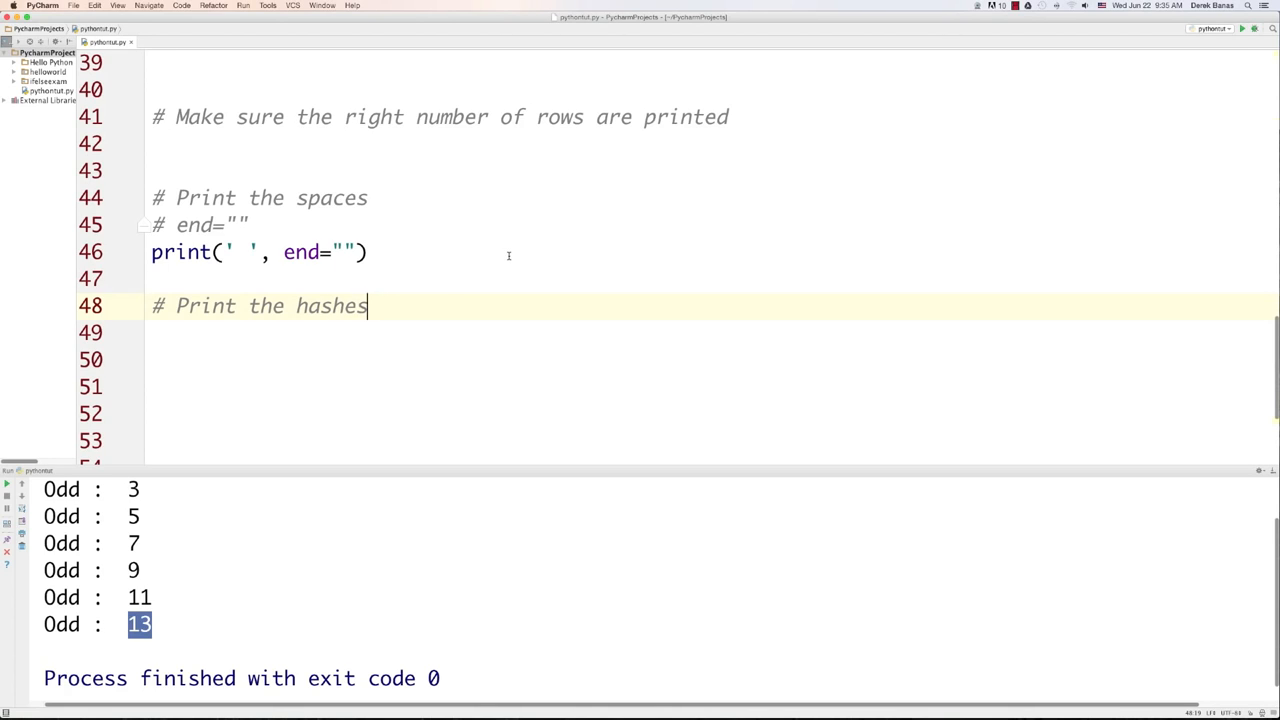 PyCharm File Edit View Navigate Code Refactor Run Tools VCS Window Help
10 Wed Jun 22 9:35 AM Derek Banas
pythontut.py - PycharmProjects - [~/PycharmProjects]
PycharmProjects pythontut.py
pythontut
pythontut.py ×
PycharmProject
Hello Python
helloworld
ifelseexam
pythontut.py
External Librarie
39
40
41 # Make sure the right number of rows are printed
42
43
44 # Print the spaces
45 # end=""
46 print(' ', end="")
47
48 # Print the hashes
49
50
51
52
53
54
Run pythontut
Odd : 3
Odd : 5
Odd : 7
Odd : 9
Odd : 11
Odd : 13
Process finished with exit code 0
48:19 LF÷ UTF-8÷